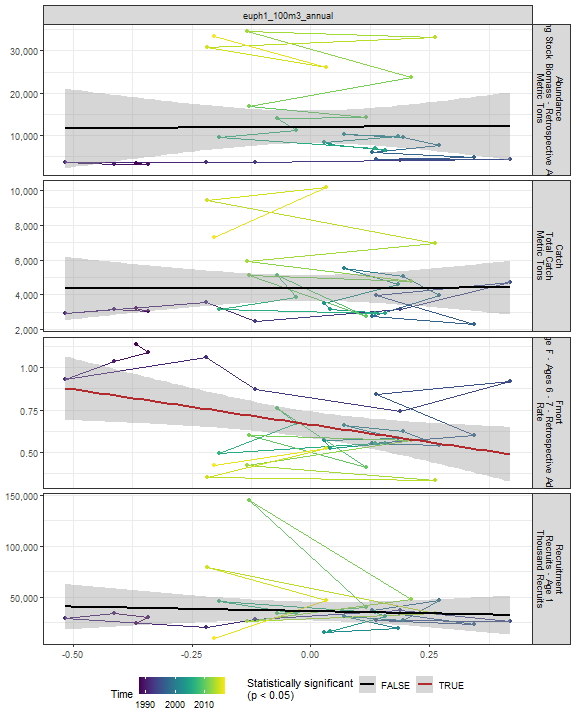 euph1_100m3_annual
30,000
20,000
10,000
Abundance
ng Stock Biomass - Retrospective A
Metric Tons
10,000
8,000
6,000
4,000
2,000
Catch
Total Catch
Metric Tons
1.00
0.75
0.50
Fmort
e F - Ages 6 - 7 - Retrospective Ad
Rate
150,000
100,000
50,000
Recruitment
Recruits - Age 1
Thousand Recruits
-0.50
-0.25
0.00
0.25
Time
1990 2000 2010
Statistically significant
(p < 0.05)
FALSE
TRUE